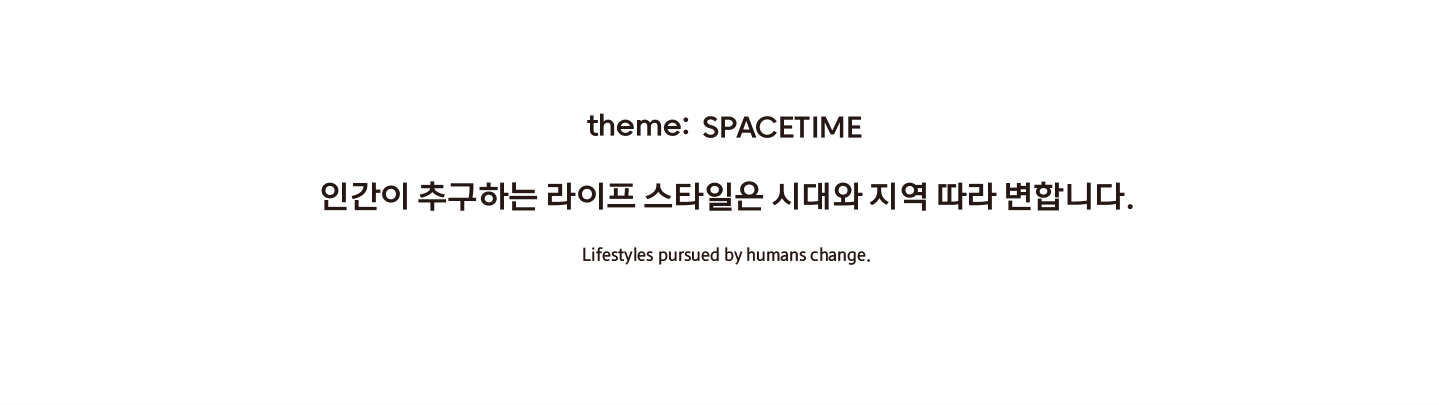 theme: SPACETIME
인간이 추구하는 라이프 스타일은 시대와 지역 따라 변합니다.
Lifestyles pursued by humans change.